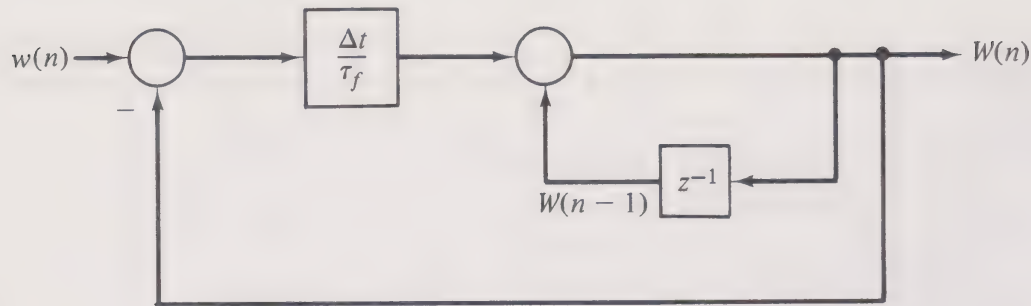 w(n)
Δt
τ_f
W(n)
−
z⁻¹
W(n − 1)